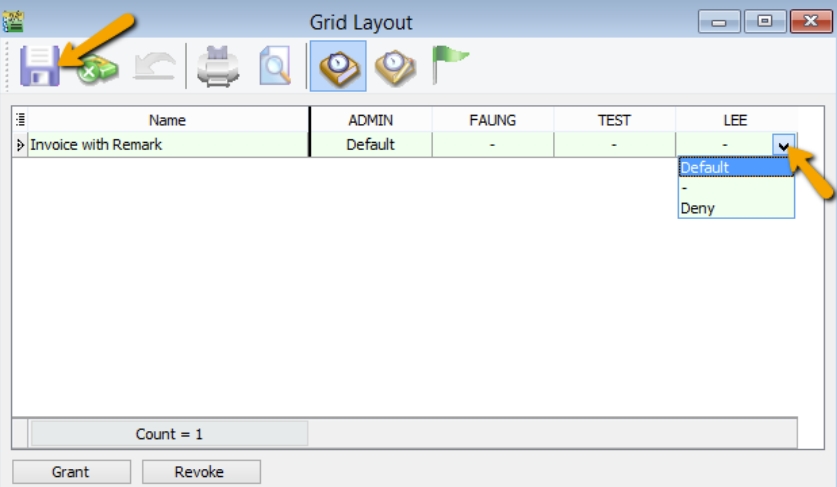 Grid Layout
Name ADMIN FAUNG TEST LEE
Invoice with Remark Default - - -
Default
-
Deny
Count = 1
Grant Revoke